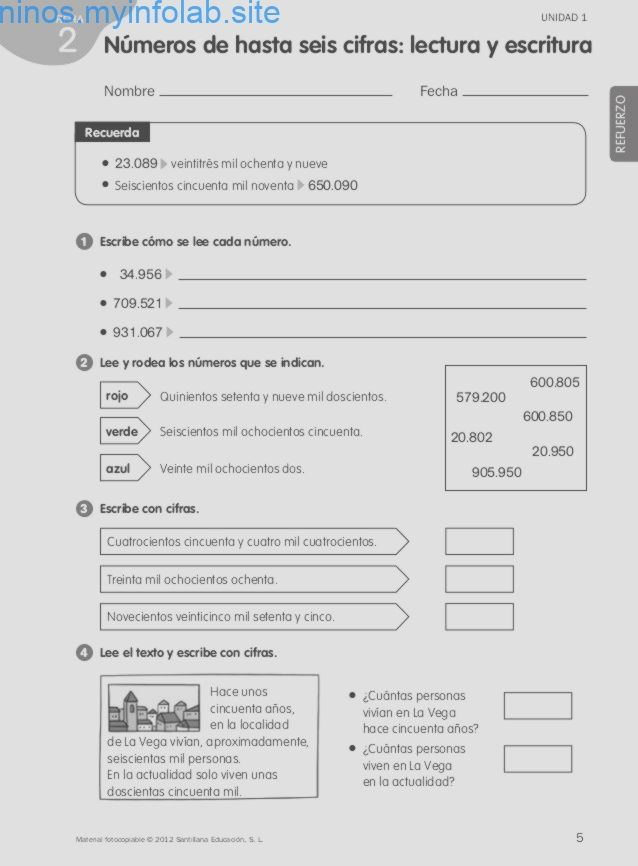 ninos.myinfolab.site
2
UNIDAD 1
Números de hasta seis cifras: lectura y escritura
Nombre
Fecha
REFUERZO
Recuerda
23.089 veintitrés mil ochenta y nueve
Seiscientos cincuenta mil noventa 650.090
1 Escribe cómo se lee cada número.
34.956
709.521
931.067
2 Lee y rodea los números que se indican.
rojo Quinientos setenta y nueve mil doscientos.
verde Seiscientos mil ochocientos cincuenta.
azul Veinte mil ochocientos dos.
600.805
579.200
600.850
20.802
20.950
905.950
3 Escribe con cifras.
Cuatrocientos cincuenta y cuatro mil cuatrocientos.
Treinta mil ochocientos ochenta.
Novecientos veinticinco mil setenta y cinco.
4 Lee el texto y escribe con cifras.
Hace unos
cincuenta años,
en la localidad
de La Vega vivían, aproximadamente,
seiscientas mil personas.
En la actualidad solo viven unas
doscientas cincuenta mil.
¿Cuántas personas
vivían en La Vega
hace cincuenta años?
¿Cuántas personas
viven en La Vega
en la actualidad?
Material fotocopiable © 2012 Santillana Educación, S. L.
5